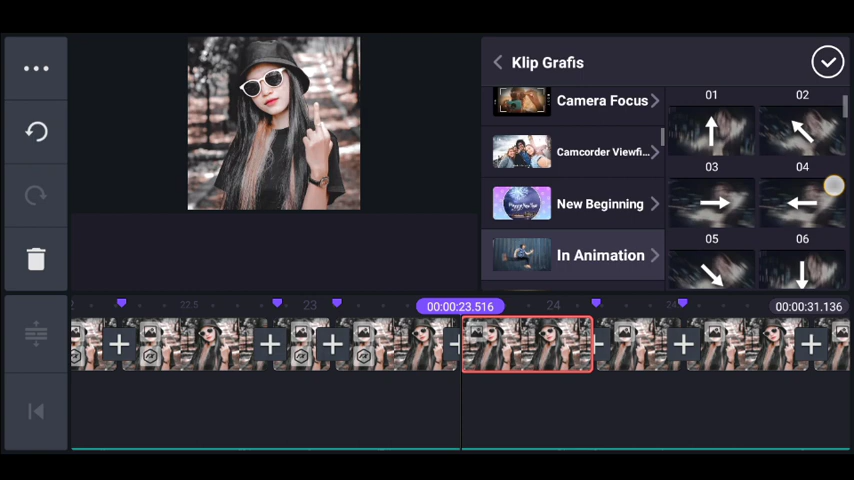 Klip Grafis
Camera Focus
Camcorder Viewfi...
New Beginning
In Animation
01
02
03
04
05
06
22.5
23
00:00:23.516
24
00:00:31.136